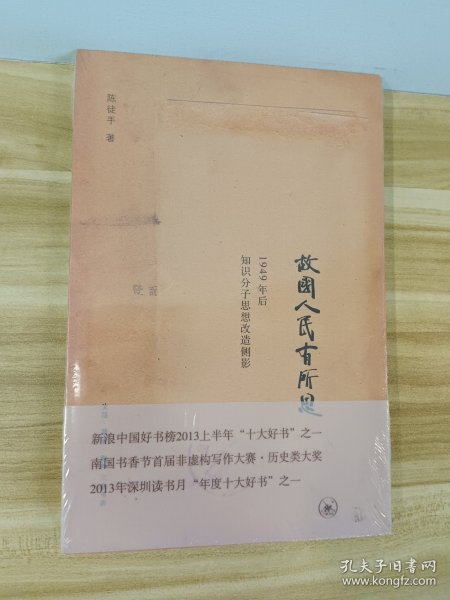 陈徒手 著
故國人民有所思
1949年后
知识分子思想改造侧影
新浪中国好书榜2013上半年“十大好书”之一
南国书香节首届非虚构写作大赛·历史类大奖
2013年深圳读书月“年度十大好书”之一
孔夫子旧书网
www.kongfz.com